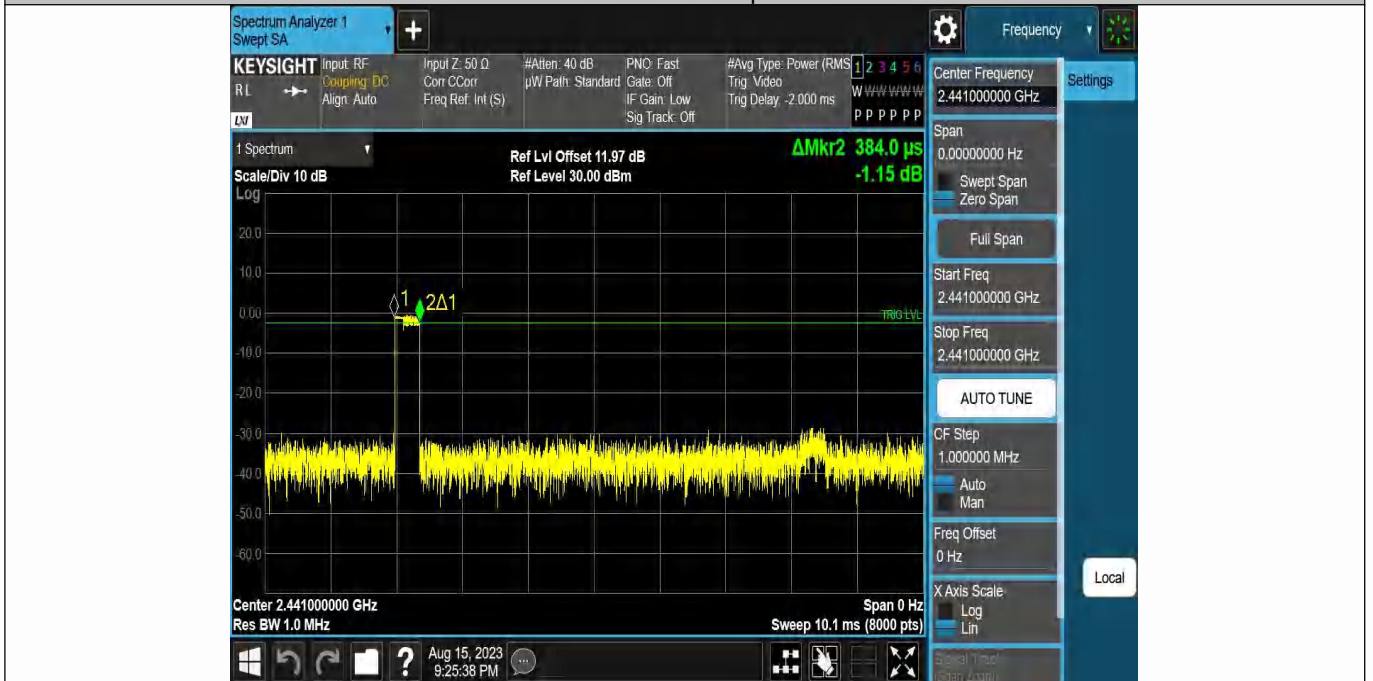 Spectrum Analyzer 1
Swept SA
+
Frequency
KEYSIGHT
RL
LXI
Input: RF
Coupling: DC
Align: Auto
Input Z: 50 Ω
Corr CCorr
Freq Ref: Int (S)
#Atten: 40 dB
µW Path: Standard
PNO: Fast
Gate: Off
IF Gain: Low
Sig Track: Off
#Avg Type: Power (RMS
Trig: Video
Trig Delay: -2.000 ms
1 2 3 4 5 6
W W W W W W
P P P P P P
Center Frequency
2.441000000 GHz
Settings
1 Spectrum
Scale/Div 10 dB
Log
Ref Lvl Offset 11.97 dB
Ref Level 30.00 dBm
ΔMkr2 384.0 µs
-1.15 dB
Span
0.00000000 Hz
Swept Span
Zero Span
Full Span
Start Freq
2.441000000 GHz
Stop Freq
2.441000000 GHz
AUTO TUNE
CF Step
1.000000 MHz
Auto
Man
Freq Offset
0 Hz
X Axis Scale
Log
Lin
Local
20.0
10.0
0.00
-10.0
-20.0
-30.0
-40.0
-50.0
-60.0
1
2Δ1
TRIG LVL
Center 2.441000000 GHz
Res BW 1.0 MHz
Span 0 Hz
Sweep 10.1 ms (8000 pts)
?
Aug 15, 2023
9:25:38 PM